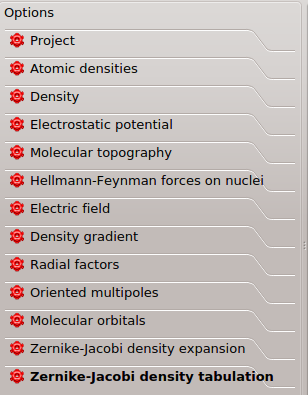 Options
Project
Atomic densities
Density
Electrostatic potential
Molecular topography
Hellmann-Feynman forces on nuclei
Electric field
Density gradient
Radial factors
Oriented multipoles
Molecular orbitals
Zernike-Jacobi density expansion
Zernike-Jacobi density tabulation